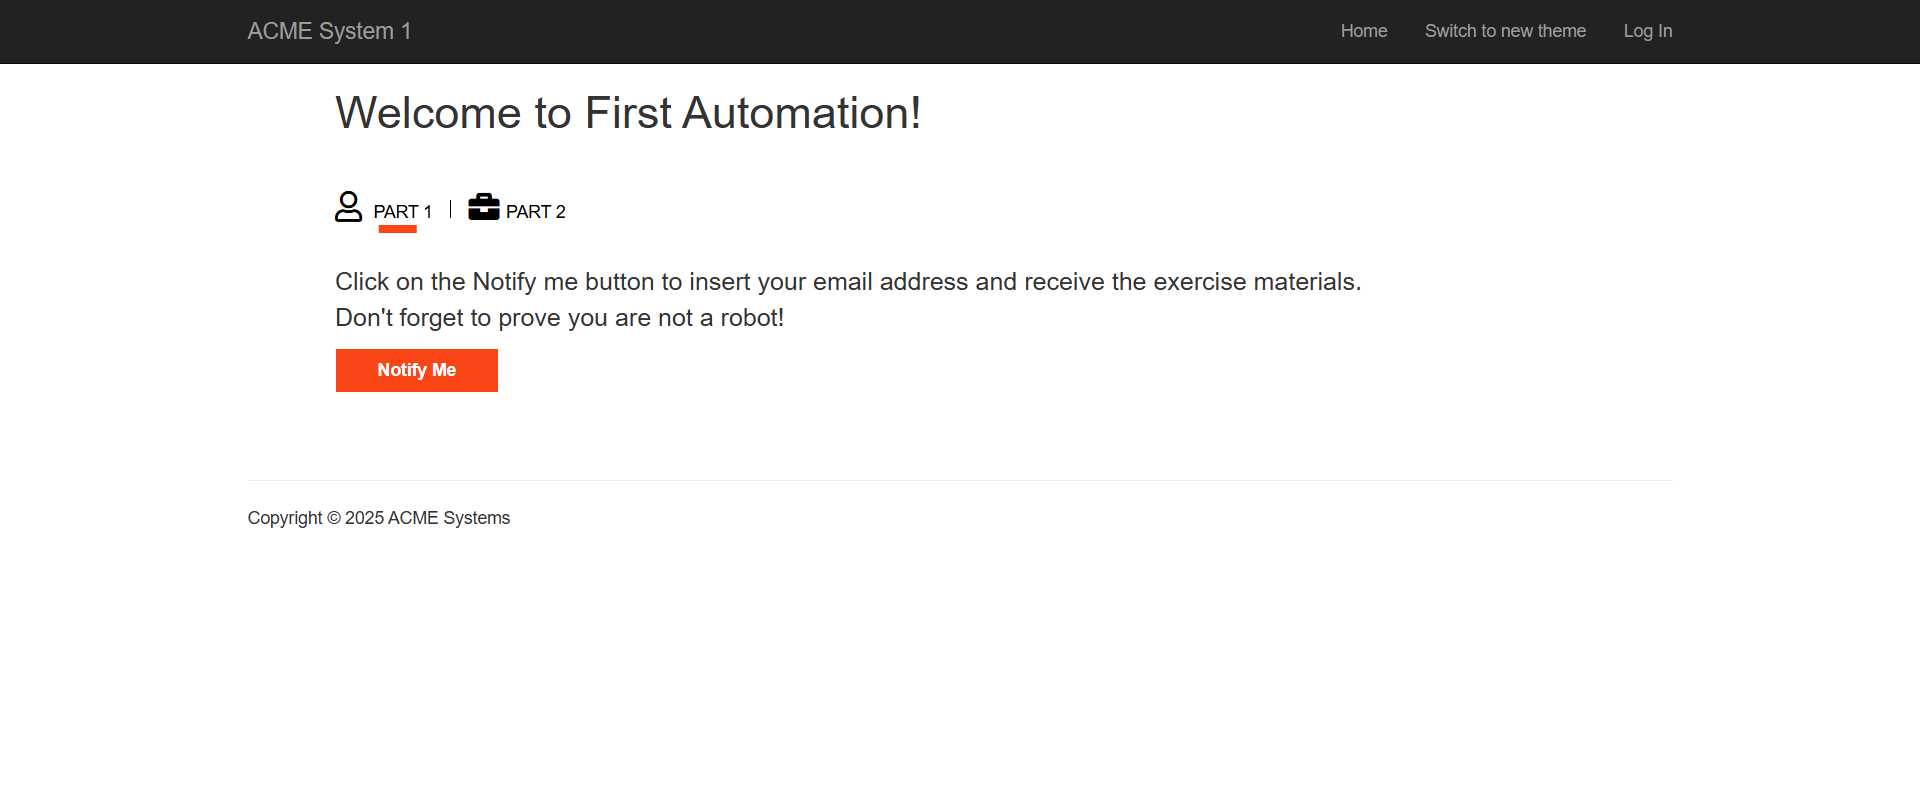 ACME System 1
Home
Switch to new theme
Log In
Welcome to First Automation!
PART 1
PART 2
Click on the Notify me button to insert your email address and receive the exercise materials.
Don't forget to prove you are not a robot!
Notify Me
Copyright © 2025 ACME Systems